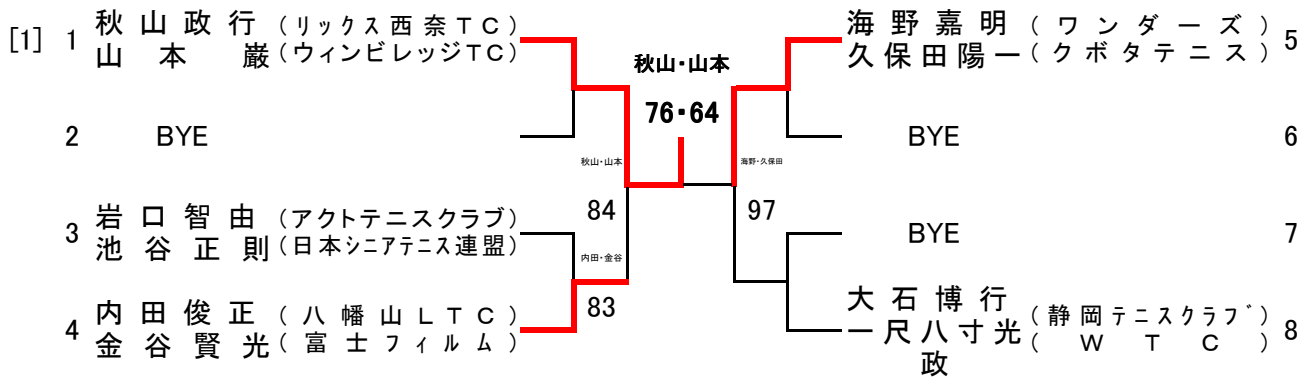 [1] 1 秋山政行(リックス西奈TC)
山本 巌(ウィンビレッジTC)
2 BYE
3 岩口智由(アクトテニスクラブ)
池谷正則(日本シニアテニス連盟)
4 内田俊正(八幡山LTC)
金谷賢光(富士フィルム)
秋山・山本
84
内田・金谷
83
秋山・山本
76・64
海野・久保田
97
海野嘉明(ワンダーズ) 5
久保田陽一(クボタテニス)
BYE 6
BYE 7
大石博行(静岡テニスクラブ) 8
一尺八寸光(WTC)
政